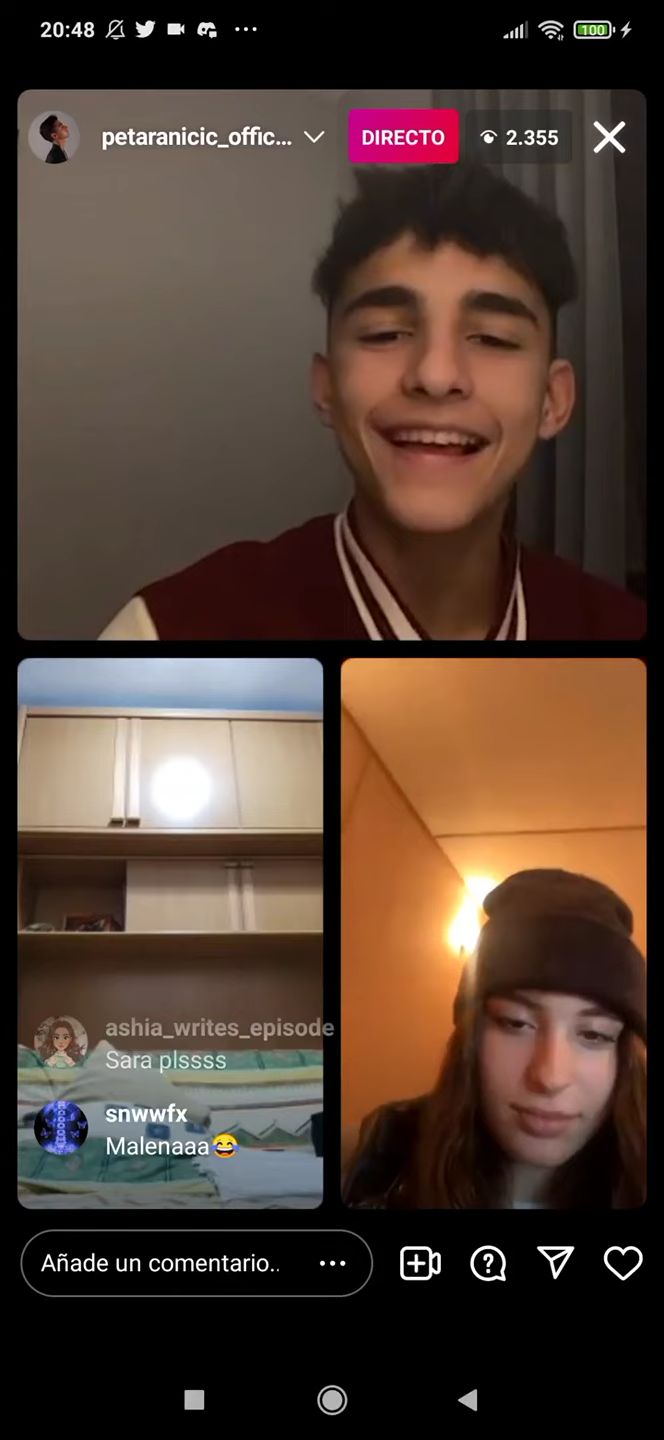 20:48
100
petaranicic_offic...
DIRECTO
2.355
ashia_writes_episode
Sara plssss
snwwfx
Malenaaa😂
Añade un comentario..